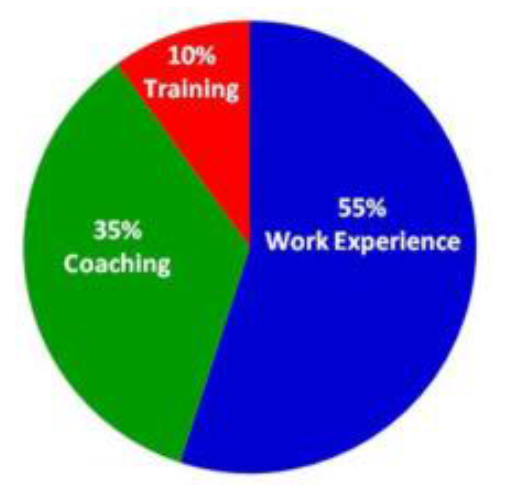 10%
Training
55%
Work Experience
35%
Coaching